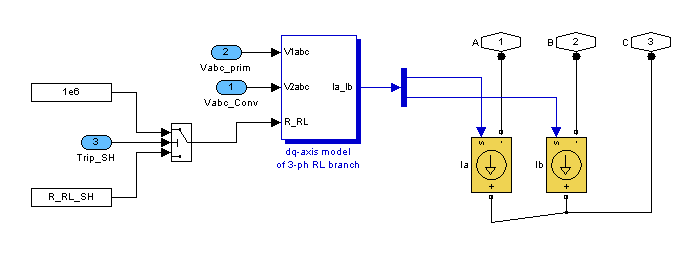 A 1 B 2 C 3
2
Vabc_prim
1
Vabc_Conv
V1abc
V2abc
R_RL
Ia_Ib
dq-axis model
of 3-ph RL branch
1e6
3
Trip_SH
R_RL_SH
s -
Ia
+
s -
Ib
+